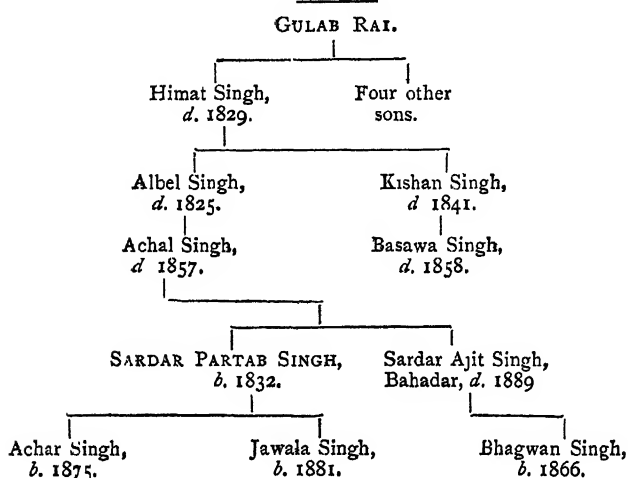 GULAB RAI.
Himat Singh,
d. 1829.
Four other
sons.
Albel Singh,
d. 1825.
Kishan Singh,
d 1841.
Achal Singh,
d 1857.
Basawa Singh,
d. 1858.
SARDAR PARTAB SINGH,
b. 1832.
Sardar Ajit Singh,
Bahadar, d. 1889
Achar Singh,
b. 1875.
Jawala Singh,
b. 1881.
Bhagwan Singh,
b. 1866.